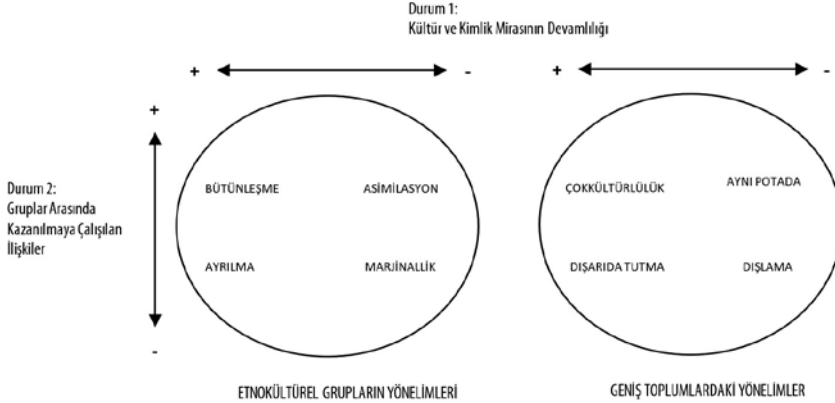 Durum 1:
Kültür ve Kimlik Mirasının Devamlılığı
+ - + -
+
Durum 2:
Gruplar Arasında
Kazanılmaya Çalışılan
İlişkiler
-
BÜTÜNLEŞME ASİMİLASYON
AYRILMA MARJİNALLİK
ÇOKKÜLTÜRLÜLÜK AYNI POTADA
DIŞARIDA TUTMA DIŞLAMA
ETNOKÜLTÜREL GRUPLARIN YÖNELİMLERİ
GENİŞ TOPLUMLARDAKİ YÖNELİMLER